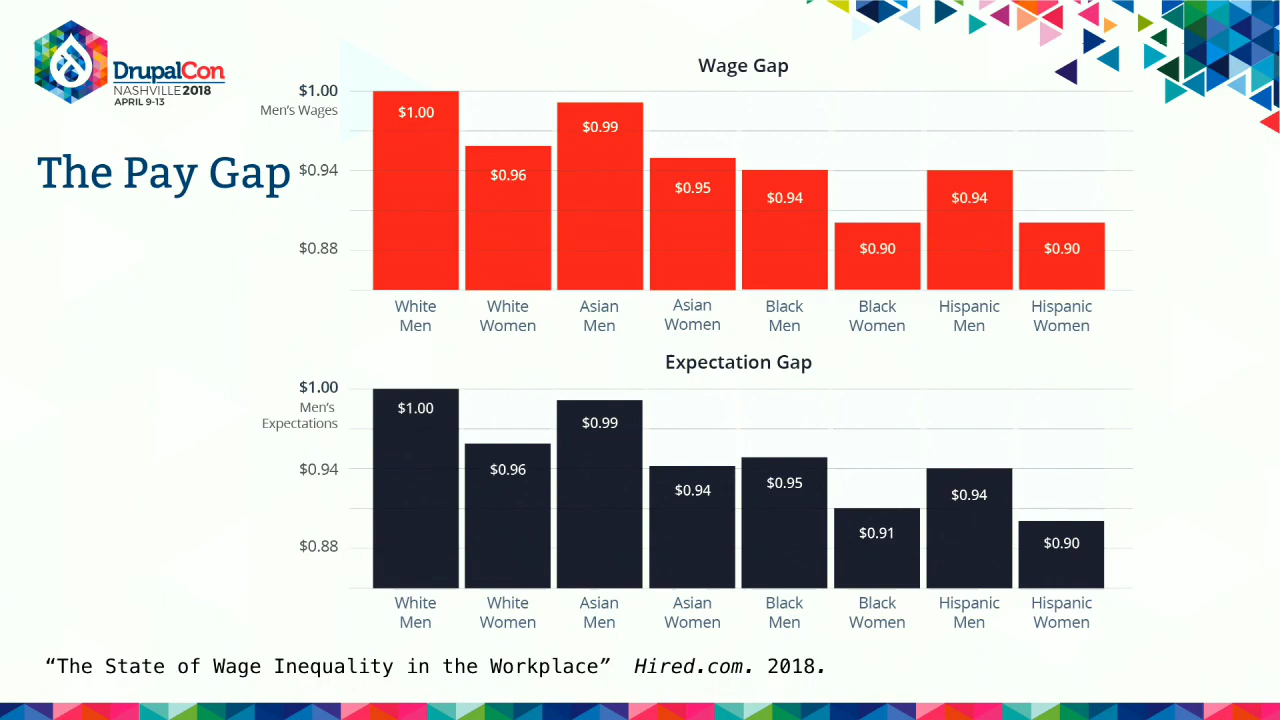 DrupalCon
NASHVILLE 2018
APRIL 9-13
The Pay Gap
Wage Gap
$1.00
Men’s Wages
$0.94
$0.88
$1.00
$0.96
$0.99
$0.95
$0.94
$0.90
$0.94
$0.90
White
Men
White
Women
Asian
Men
Asian
Women
Black
Men
Black
Women
Hispanic
Men
Hispanic
Women
Expectation Gap
$1.00
Men’s
Expectations
$0.94
$0.88
$1.00
$0.96
$0.99
$0.94
$0.95
$0.91
$0.94
$0.90
White
Men
White
Women
Asian
Men
Asian
Women
Black
Men
Black
Women
Hispanic
Men
Hispanic
Women
“The State of Wage Inequality in the Workplace” Hired.com. 2018.